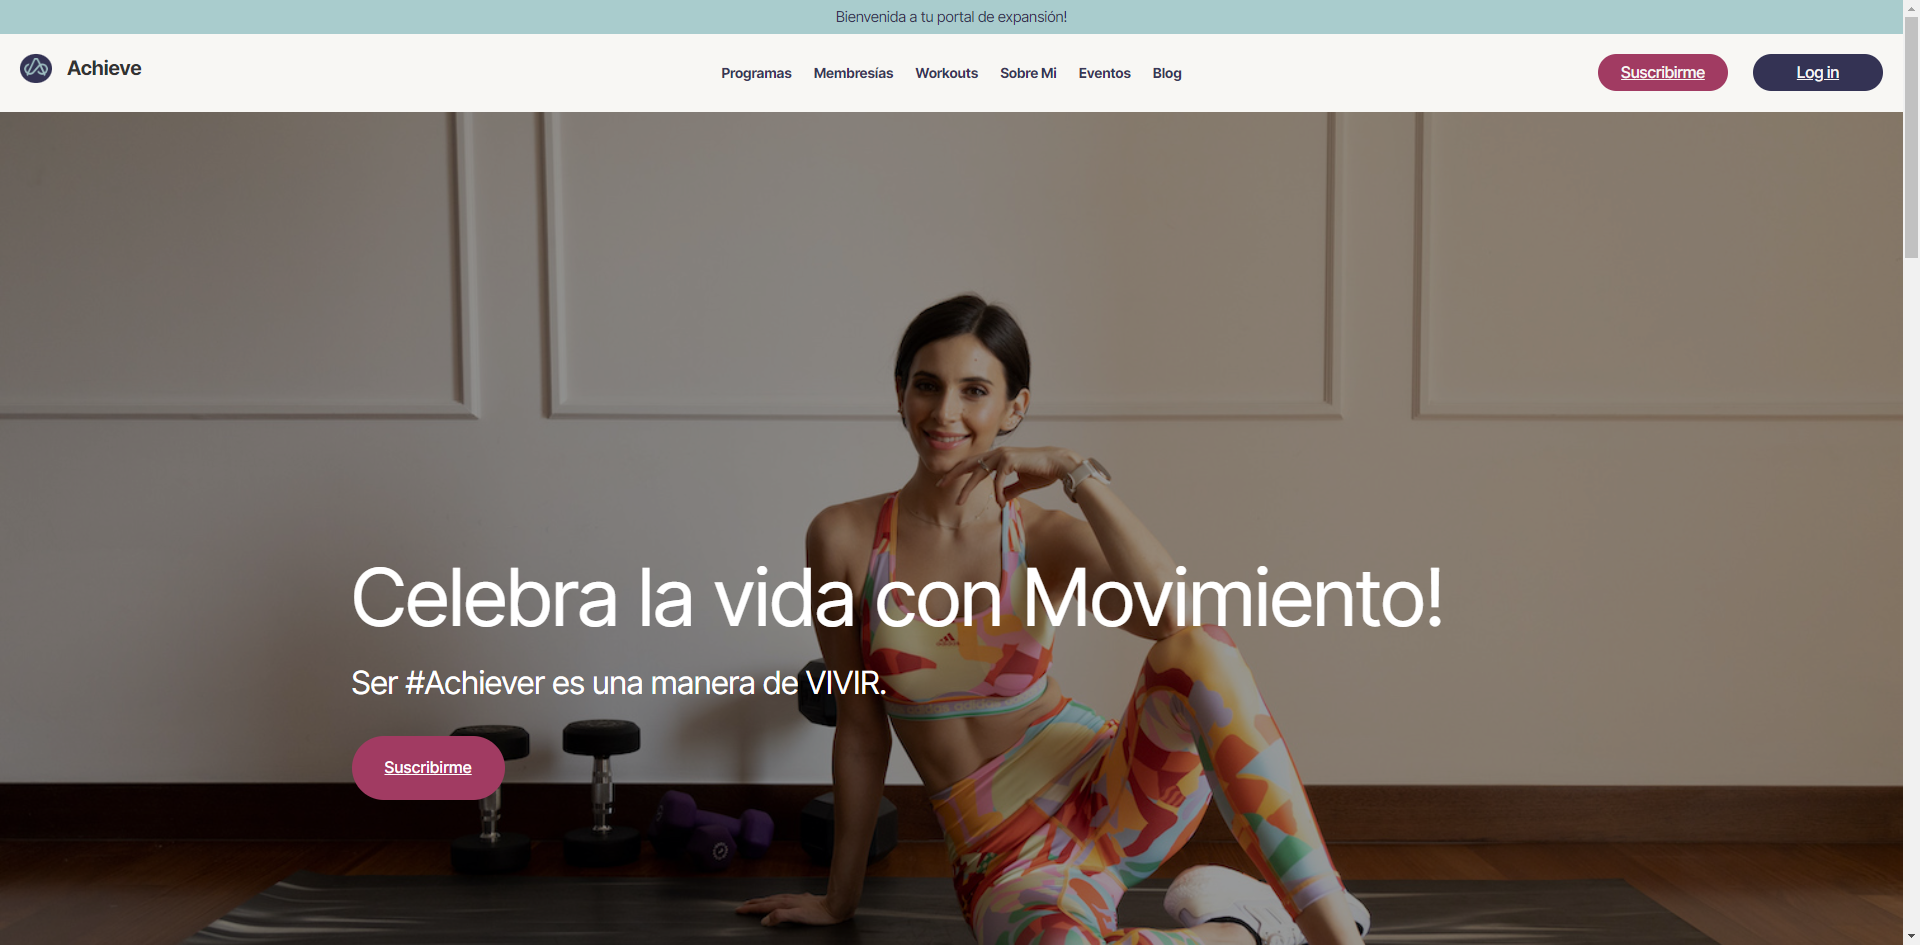 Bienvenida a tu portal de expansión!
Achieve
Programas Membresías Workouts Sobre Mi Eventos Blog
Suscribirme
Log in
Celebra la vida con Movimiento!
Ser #Achiever es una manera de VIVIR.
Suscribirme